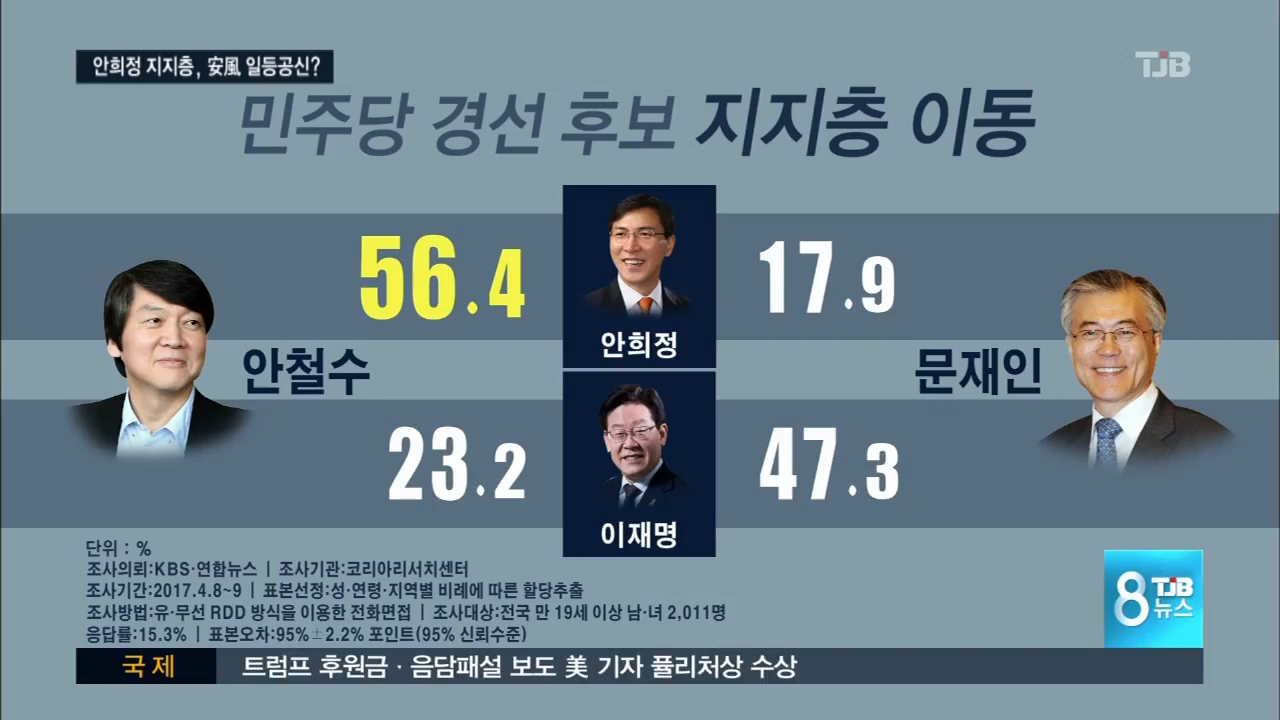 안희정 지지층, 安風 일등공신?
TJB
민주당 경선 후보 지지층 이동
56.4
17.9
안희정
안철수
문재인
23.2
47.3
이재명
단위 : %
조사의뢰:KBS·연합뉴스 | 조사기관:코리아리서치센터
조사기간:2017.4.8~9 | 표본선정:성·연령·지역별 비례에 따른 할당추출
조사방법:유·무선 RDD 방식을 이용한 전화면접 | 조사대상:전국 만 19세 이상 남·녀 2,011명
응답률:15.3% | 표본오차:95%±2.2% 포인트(95% 신뢰수준)
8 TJB 뉴스
국제 트럼프 후원금·음담패설 보도 美 기자 퓰리처상 수상